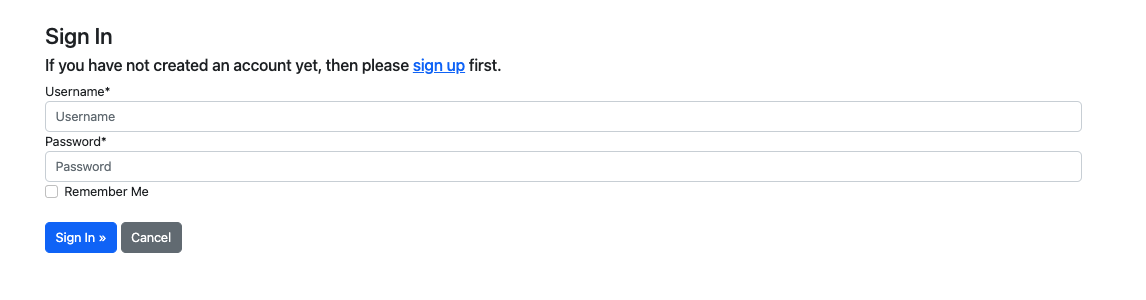 Sign In
If you have not created an account yet, then please sign up first.
Username*
Username
Password*
Password
Remember Me
Sign In » Cancel